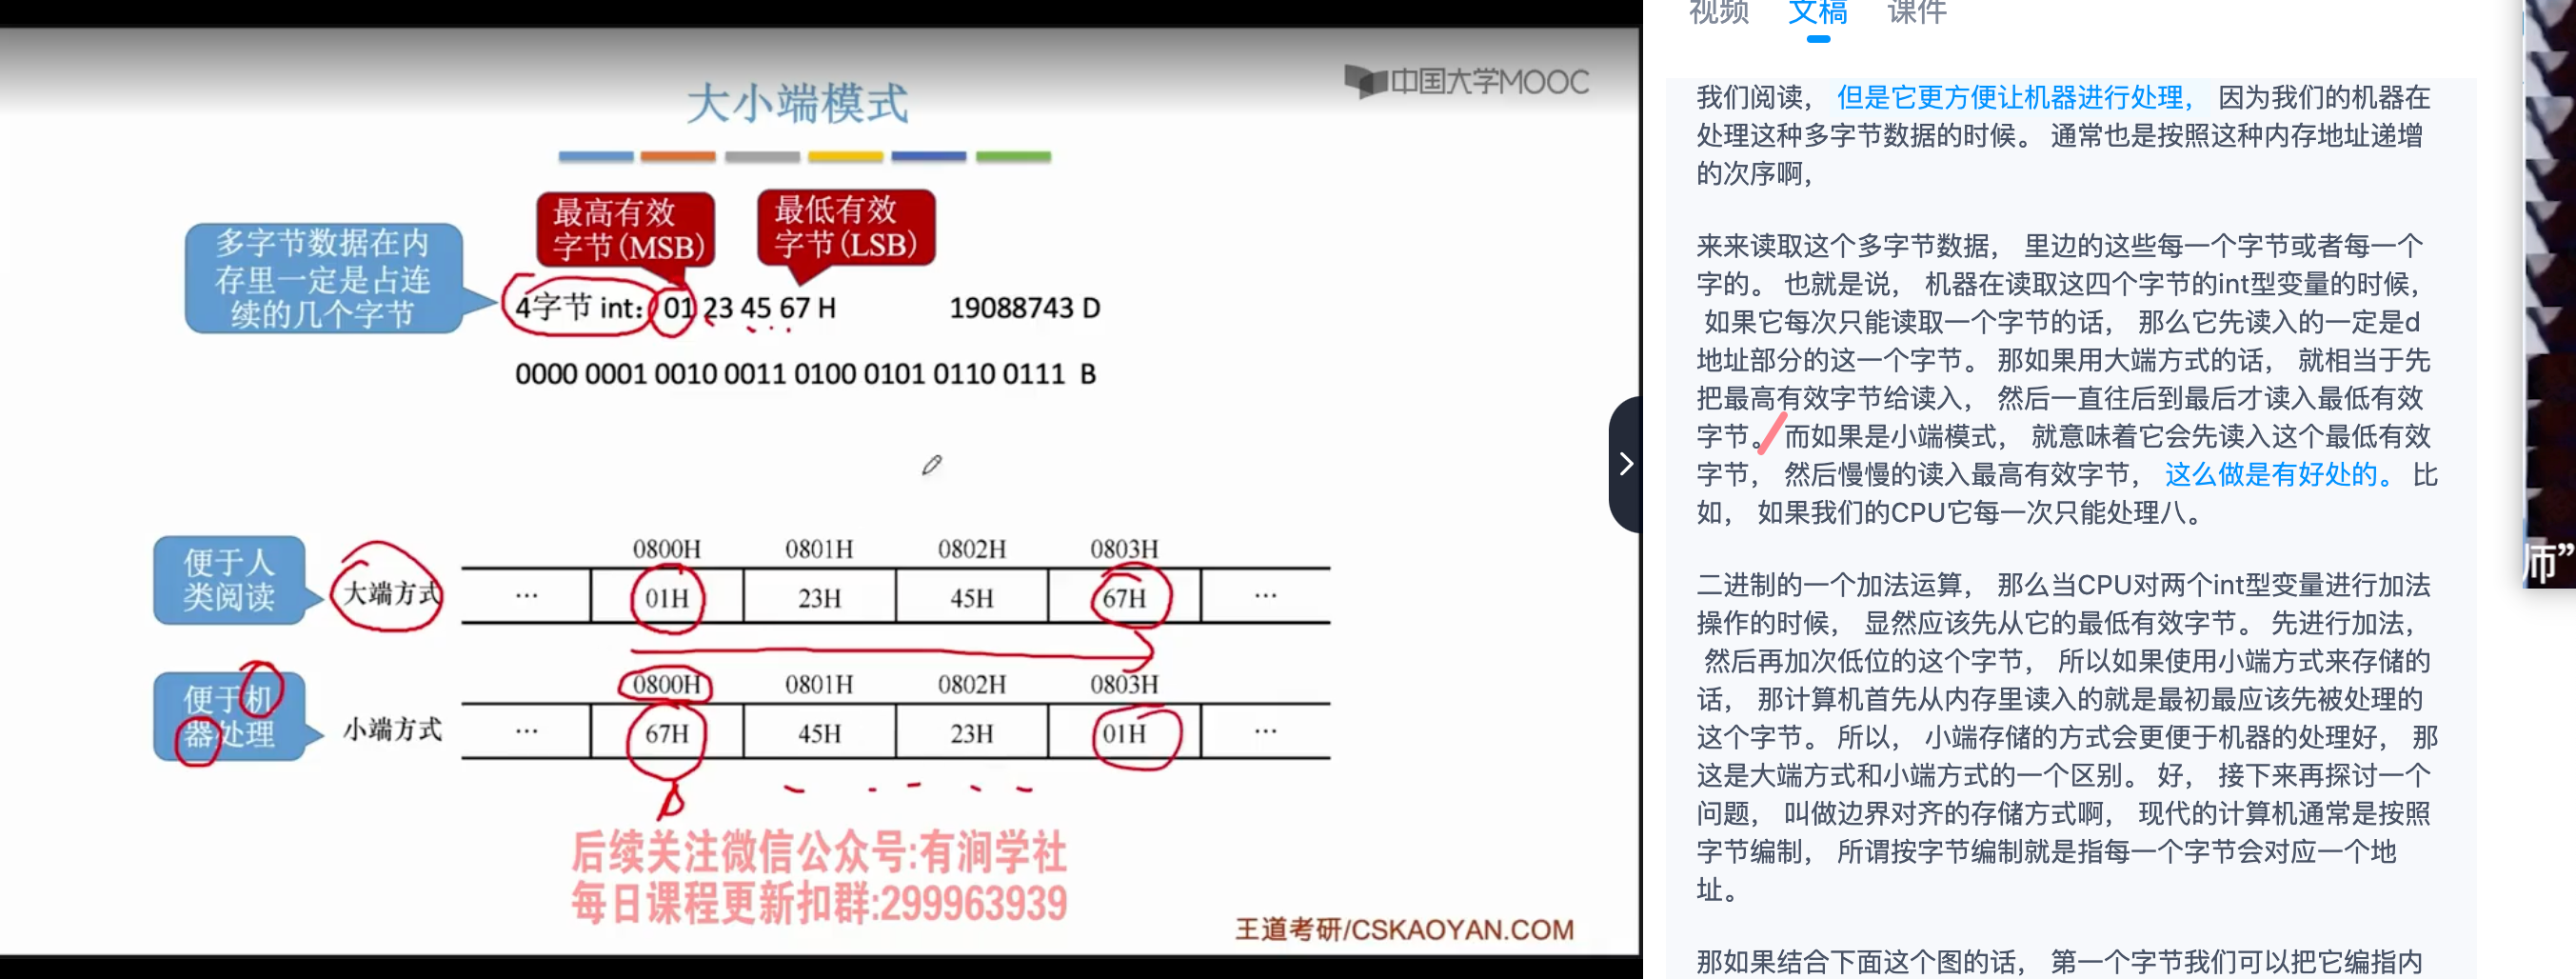 中国大学MOOC
大小端模式
最高有效
字节(MSB)
最低有效
字节(LSB)
多字节数据在内
存里一定是占连
续的几个字节
4字节 int: 01 23 45 67 H 19088743 D
0000 0001 0010 0011 0100 0101 0110 0111 B
便于人
类阅读
大端方式
0800H 0801H 0802H 0803H
··· 01H 23H 45H 67H ···
便于机
器处理
小端方式
0800H 0801H 0802H 0803H
··· 67H 45H 23H 01H ···
后续关注微信公众号:有涧学社
每日课程更新扣群:299963939
王道考研/CSKAOYAN.COM
视频 文稿 课件
我们阅读， 但是它更方便让机器进行处理， 因为我们的机器在
处理这种多字节数据的时候。 通常也是按照这种内存地址递增
的次序啊，
来来读取这个多字节数据， 里边的这些每一个字节或者每一个
字的。 也就是说， 机器在读取这四个字节的int型变量的时候，
如果它每次只能读取一个字节的话， 那么它先读入的一定是d
地址部分的这一个字节。 那如果用大端方式的话， 就相当于先
把最高有效字节给读入， 然后一直往后到最后才读入最低有效
字节。 而如果是小端模式， 就意味着它会先读入这个最低有效
字节， 然后慢慢的读入最高有效字节， 这么做是有好处的。 比
如， 如果我们的CPU它每一次只能处理八。
二进制的一个加法运算， 那么当CPU对两个int型变量进行加法
操作的时候， 显然应该先从它的最低有效字节。 先进行加法，
然后再加次低位的这个字节， 所以如果使用小端方式来存储的
话， 那计算机首先从内存里读入的就是最初最应该先被处理的
这个字节。 所以， 小端存储的方式会更便于机器的处理好， 那
这是大端方式和小端方式的一个区别。 好， 接下来再探讨一个
问题， 叫做边界对齐的存储方式啊， 现代的计算机通常是按照
字节编制， 所谓按字节编制就是指每一个字节会对应一个地
址。
那如果结合下面这个图的话， 第一个字节我们可以把它编指内
师”